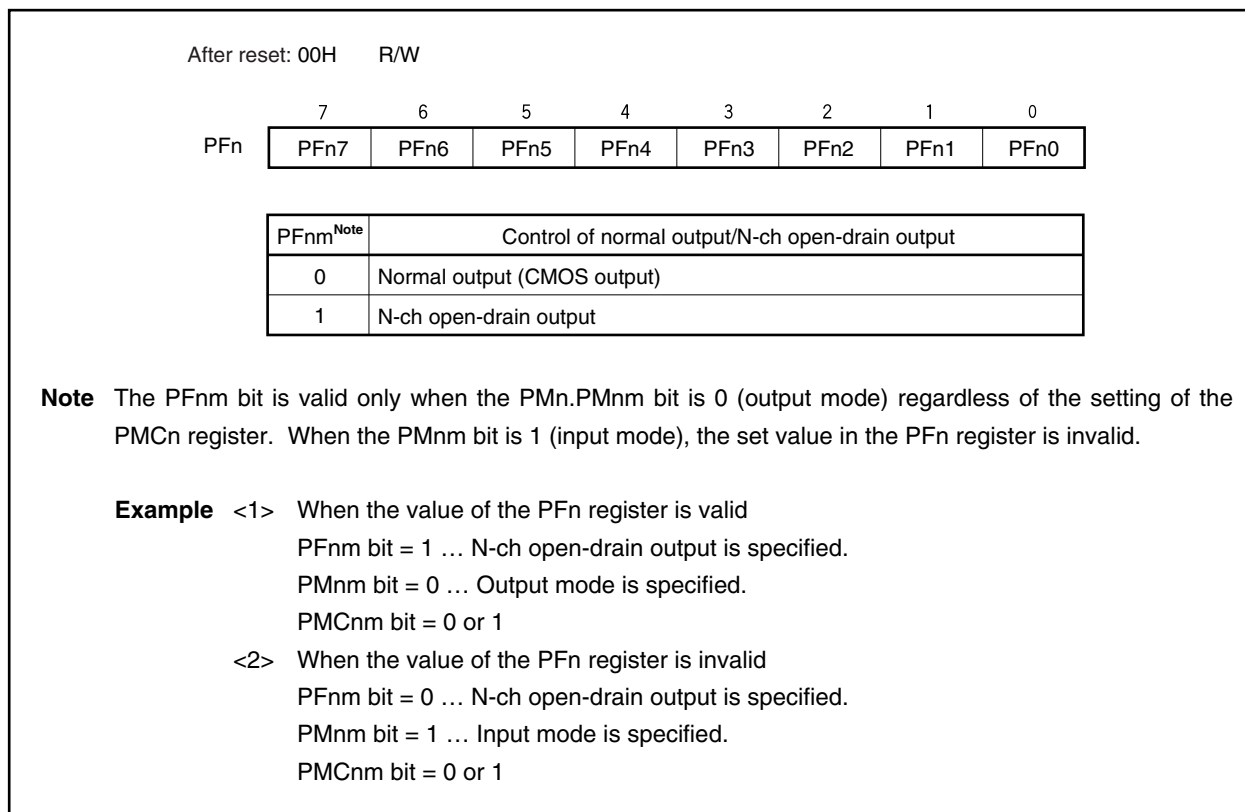 After reset: 00H R/W
7 6 5 4 3 2 1 0
PFn PFn7 PFn6 PFn5 PFn4 PFn3 PFn2 PFn1 PFn0
PFnmNote Control of normal output/N-ch open-drain output
0 Normal output (CMOS output)
1 N-ch open-drain output
Note The PFnm bit is valid only when the PMn.PMnm bit is 0 (output mode) regardless of the setting of the
PMCn register. When the PMnm bit is 1 (input mode), the set value in the PFn register is invalid.
Example <1> When the value of the PFn register is valid
PFnm bit = 1 … N-ch open-drain output is specified.
PMnm bit = 0 … Output mode is specified.
PMCnm bit = 0 or 1
<2> When the value of the PFn register is invalid
PFnm bit = 0 … N-ch open-drain output is specified.
PMnm bit = 1 … Input mode is specified.
PMCnm bit = 0 or 1